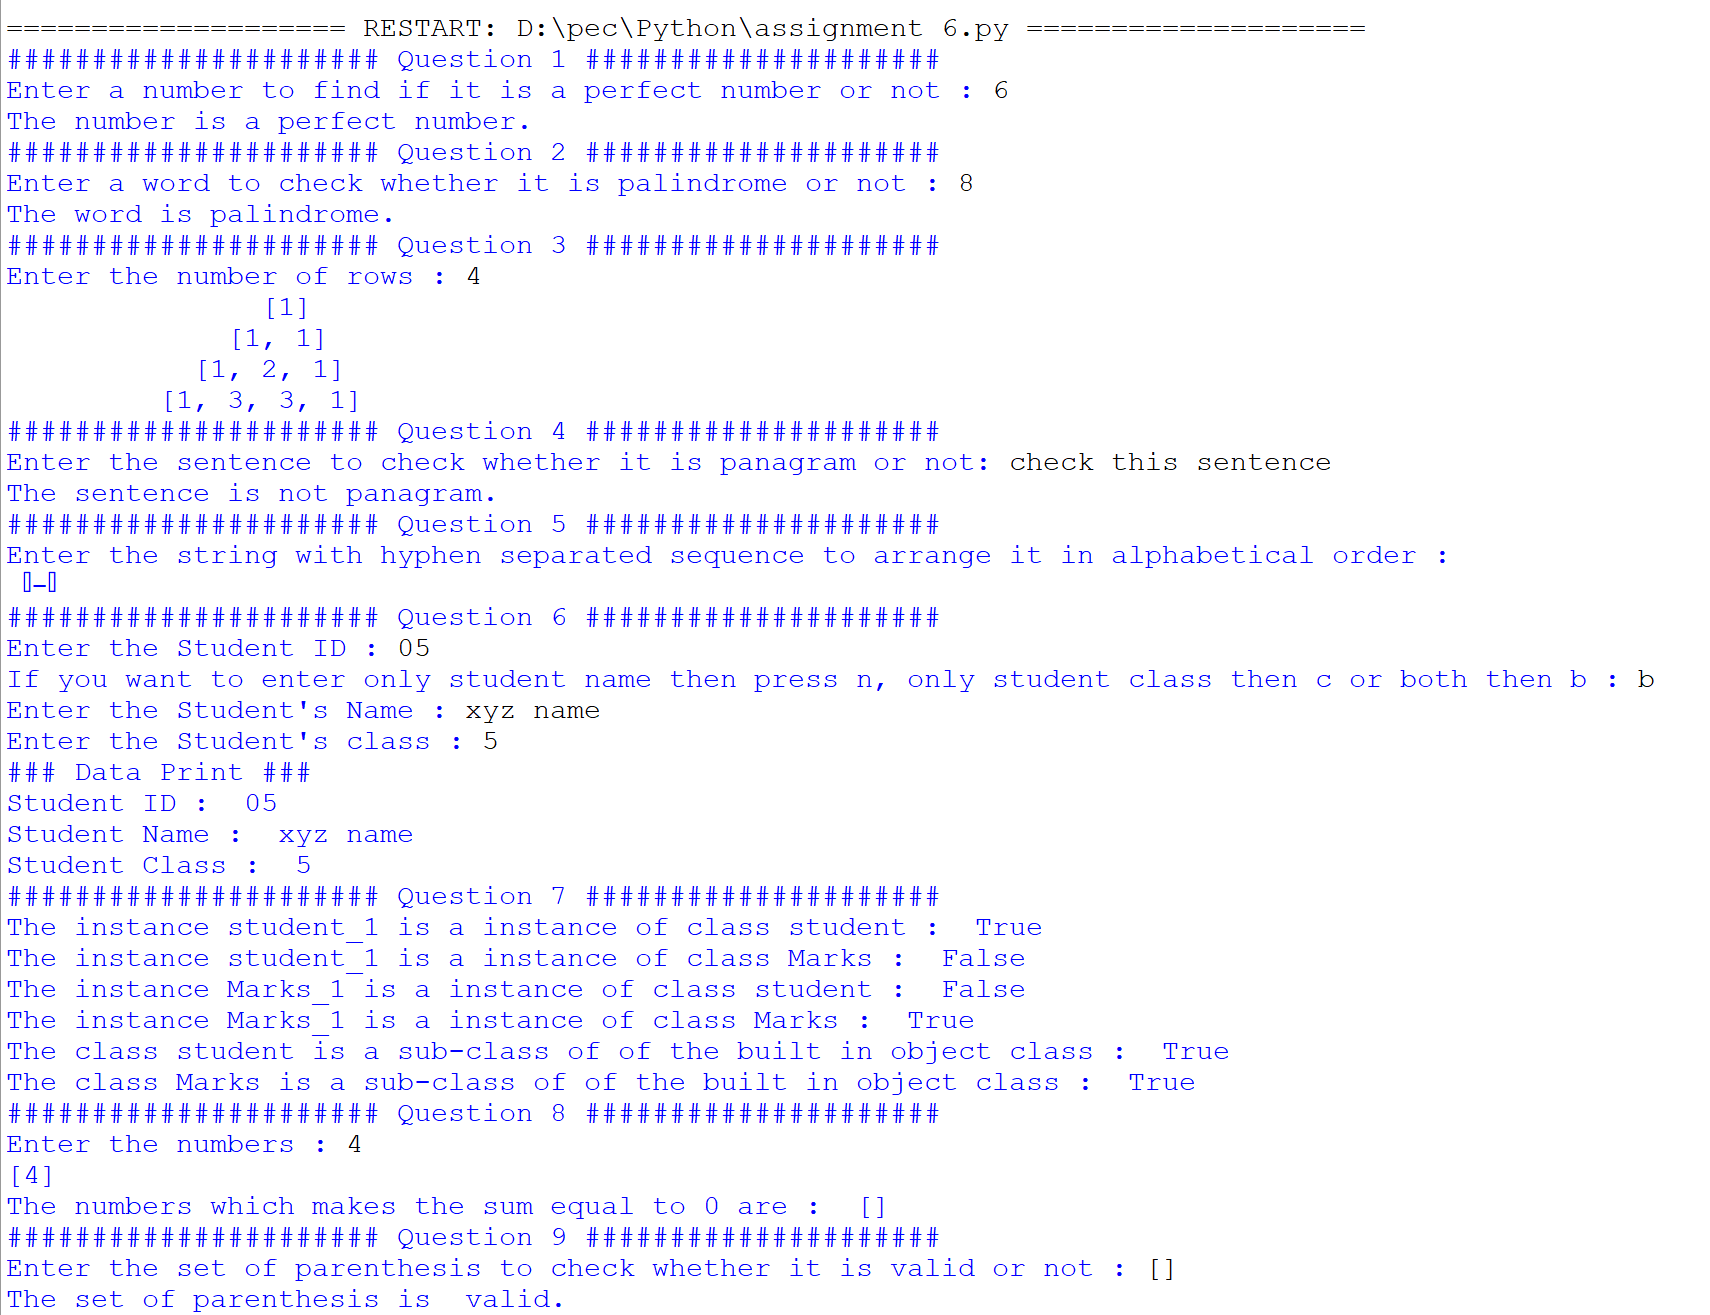 ==================== RESTART: D:\pec\Python\assignment 6.py ====================
###################### Question 1 #####################
Enter a number to find if it is a perfect number or not : 6
The number is a perfect number.
###################### Question 2 #####################
Enter a word to check whether it is palindrome or not : 8
The word is palindrome.
###################### Question 3 #####################
Enter the number of rows : 4
[1]
[1, 1]
[1, 2, 1]
[1, 3, 3, 1]
###################### Question 4 #####################
Enter the sentence to check whether it is panagram or not: check this sentence
The sentence is not panagram.
###################### Question 5 #####################
Enter the string with hyphen separated sequence to arrange it in alphabetical order :
▯-▯
###################### Question 6 #####################
Enter the Student ID : 05
If you want to enter only student name then press n, only student class then c or both then b : b
Enter the Student's Name : xyz name
Enter the Student's class : 5
### Data Print ###
Student ID :  05
Student Name :  xyz name
Student Class :  5
###################### Question 7 #####################
The instance student_1 is a instance of class student :  True
The instance student_1 is a instance of class Marks :  False
The instance Marks_1 is a instance of class student :  False
The instance Marks_1 is a instance of class Marks :  True
The class student is a sub-class of of the built in object class :  True
The class Marks is a sub-class of of the built in object class :  True
###################### Question 8 #####################
Enter the numbers : 4
[4]
The numbers which makes the sum equal to 0 are :  []
###################### Question 9 #####################
Enter the set of parenthesis to check whether it is valid or not : []
The set of parenthesis is  valid.